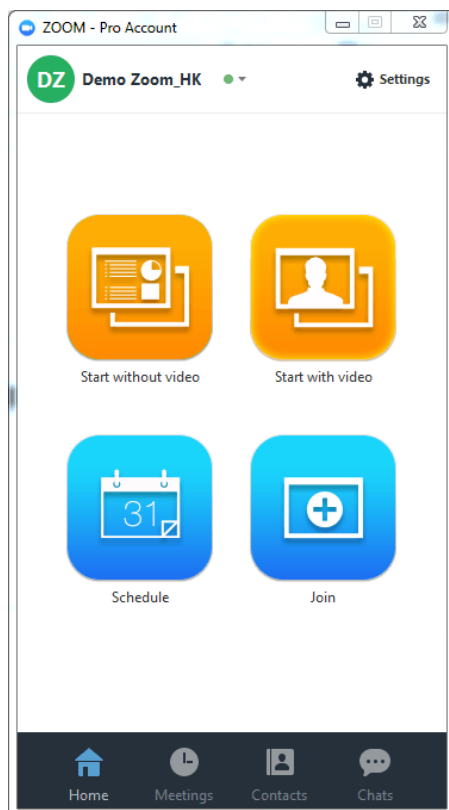 ZOOM - Pro Account
DZ Demo Zoom_HK Settings
Start without video Start with video
31
Schedule Join
Home Meetings Contacts Chats